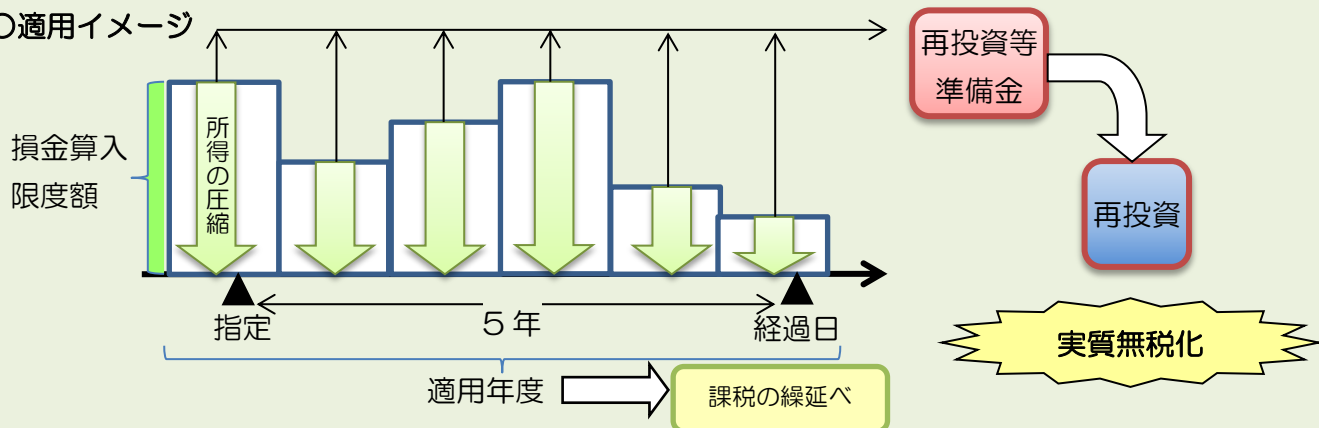 〇適用イメージ
再投資等
準備金
損金算入
限度額
所得の圧縮
再投資
指定
５年
経過日
実質無税化
適用年度
課税の繰延べ